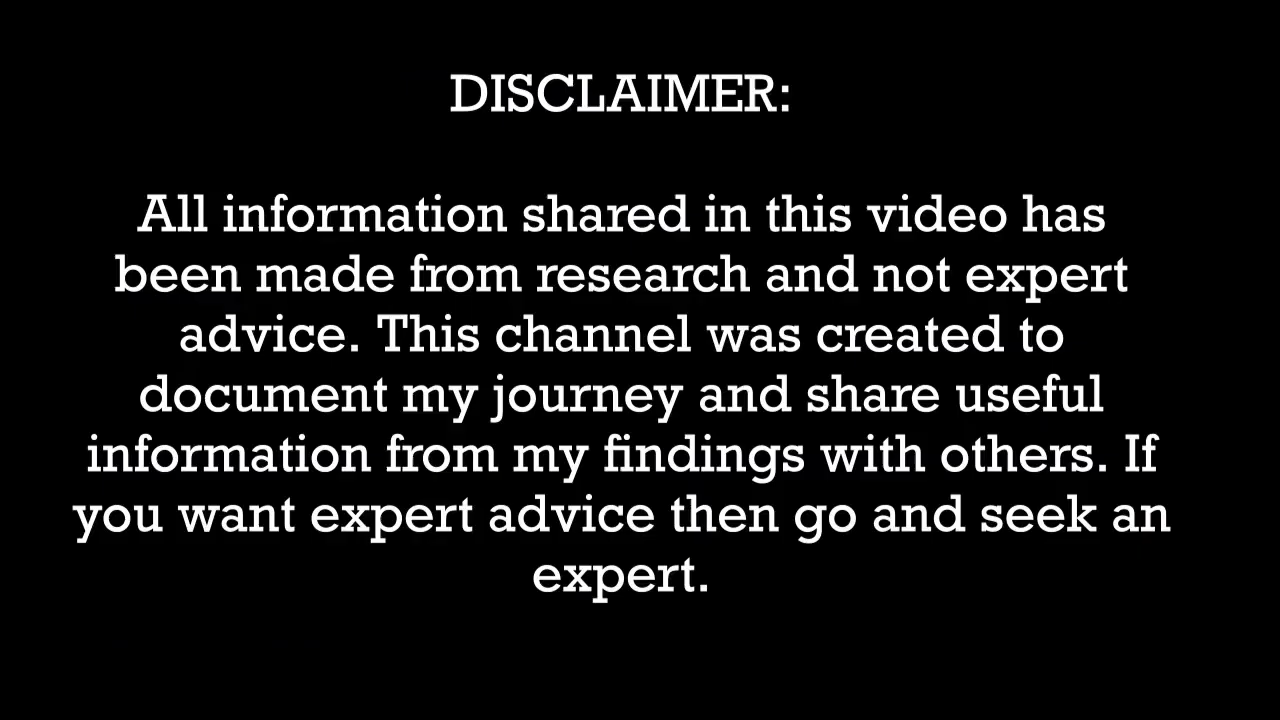 DISCLAIMER:
All information shared in this video has
been made from research and not expert
advice. This channel was created to
document my journey and share useful
information from my findings with others. If
you want expert advice then go and seek an
expert.